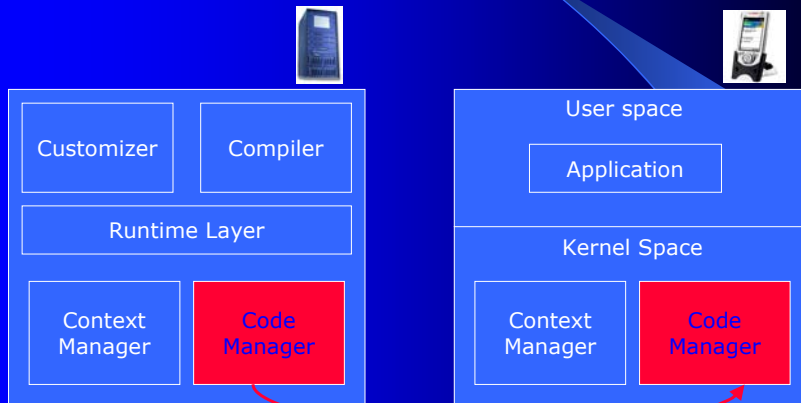 Customizer
Compiler
Runtime Layer
Context
Manager
Code
Manager
User space
Application
Kernel Space
Context
Manager
Code
Manager